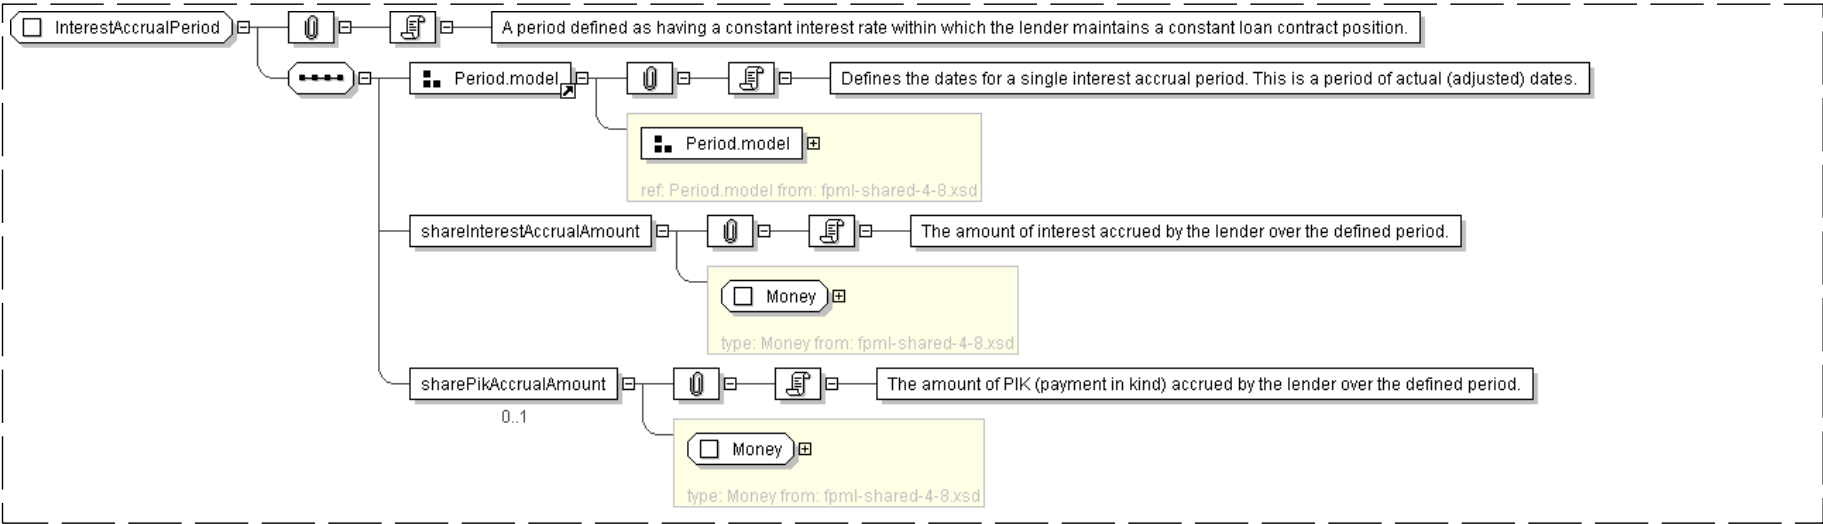 InterestAccrualPeriod
A period defined as having a constant interest rate within which the lender maintains a constant loan contract position.
Period.model
Defines the dates for a single interest accrual period. This is a period of actual (adjusted) dates.
Period.model
ref: Period.model from: fpml-shared-4-8.xsd
shareInterestAccrualAmount
The amount of interest accrued by the lender over the defined period.
Money
type: Money from: fpml-shared-4-8.xsd
sharePikAccrualAmount
The amount of PIK (payment in kind) accrued by the lender over the defined period.
0..1
Money
type: Money from: fpml-shared-4-8.xsd